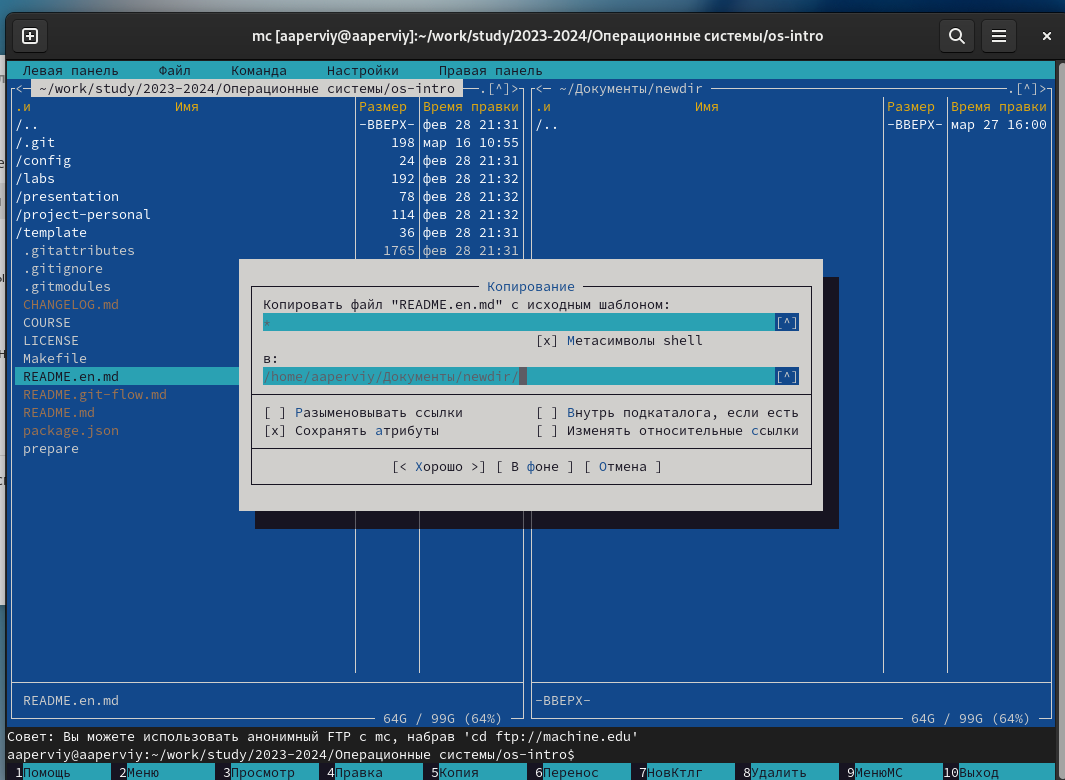 mc [aaperviy@aaperviy]:~/work/study/2023-2024/Операционные системы/os-intro
Левая панель Файл Команда Настройки Правая панель
<— ~/work/study/2023-2024/Операционные системы/os-intro —.[^]> <— ~/Документы/newdir —.[^]>
.и Имя Размер Время правки .и Имя Размер Время правки
/.. -ВВЕРХ- фев 28 21:31 /.. -ВВЕРХ- мар 27 16:00
/.git 198 мар 16 10:55
/config 24 фев 28 21:31
/labs 192 фев 28 21:32
/presentation 78 фев 28 21:32
/project-personal 114 фев 28 21:32
/template 36 фев 28 21:31
.gitattributes 1765 фев 28 21:31
.gitignore
.gitmodules
CHANGELOG.md
COURSE
LICENSE
Makefile
README.en.md
README.git-flow.md
README.md
package.json
prepare
Копирование
Копировать файл "README.en.md" с исходным шаблоном:
* [^]
[x] Метасимволы shell
в:
/home/aaperviy/Документы/newdir/ [^]
[ ] Разыменовывать ссылки [ ] Внутрь подкаталога, если есть
[x] Сохранять атрибуты [ ] Изменять относительные ссылки
[< Хорошо >] [ В фоне ] [ Отмена ]
README.en.md -ВВЕРХ-
64G / 99G (64%) 64G / 99G (64%)
Совет: Вы можете использовать анонимный FTP с mc, набрав 'cd ftp://machine.edu'
aaperviy@aaperviy:~/work/study/2023-2024/Операционные системы/os-intro$
1Помощь 2Меню 3Просмотр 4Правка 5Копия 6Перенос 7НовКтлг 8Удалить 9МенюМС 10Выход